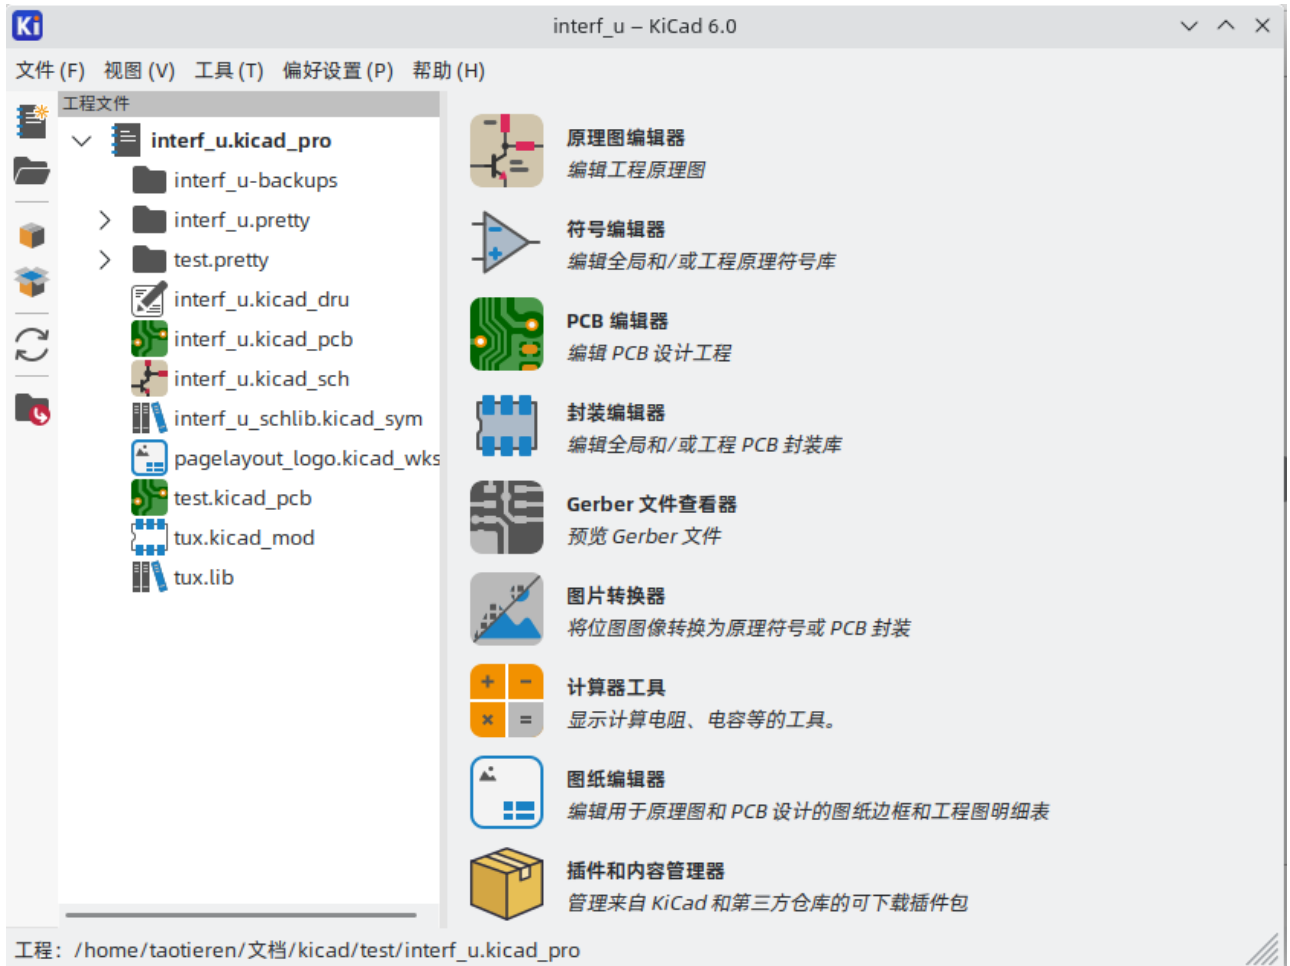 Ki
interf_u — KiCad 6.0
文件 (F) 视图 (V) 工具 (T) 偏好设置 (P) 帮助 (H)
工程文件
interf_u.kicad_pro
interf_u-backups
interf_u.pretty
test.pretty
interf_u.kicad_dru
interf_u.kicad_pcb
interf_u.kicad_sch
interf_u_schlib.kicad_sym
pagelayout_logo.kicad_wks
test.kicad_pcb
tux.kicad_mod
tux.lib
原理图编辑器
编辑工程原理图
符号编辑器
编辑全局和/或工程原理符号库
PCB 编辑器
编辑 PCB 设计工程
封装编辑器
编辑全局和/或工程 PCB 封装库
Gerber 文件查看器
预览 Gerber 文件
图片转换器
将位图图像转换为原理符号或 PCB 封装
计算器工具
显示计算电阻、电容等的工具。
图纸编辑器
编辑用于原理图和 PCB 设计的图纸边框和工程图明细表
插件和内容管理器
管理来自 KiCad 和第三方仓库的可下载插件包
工程：/home/taotieren/文档/kicad/test/interf_u.kicad_pro